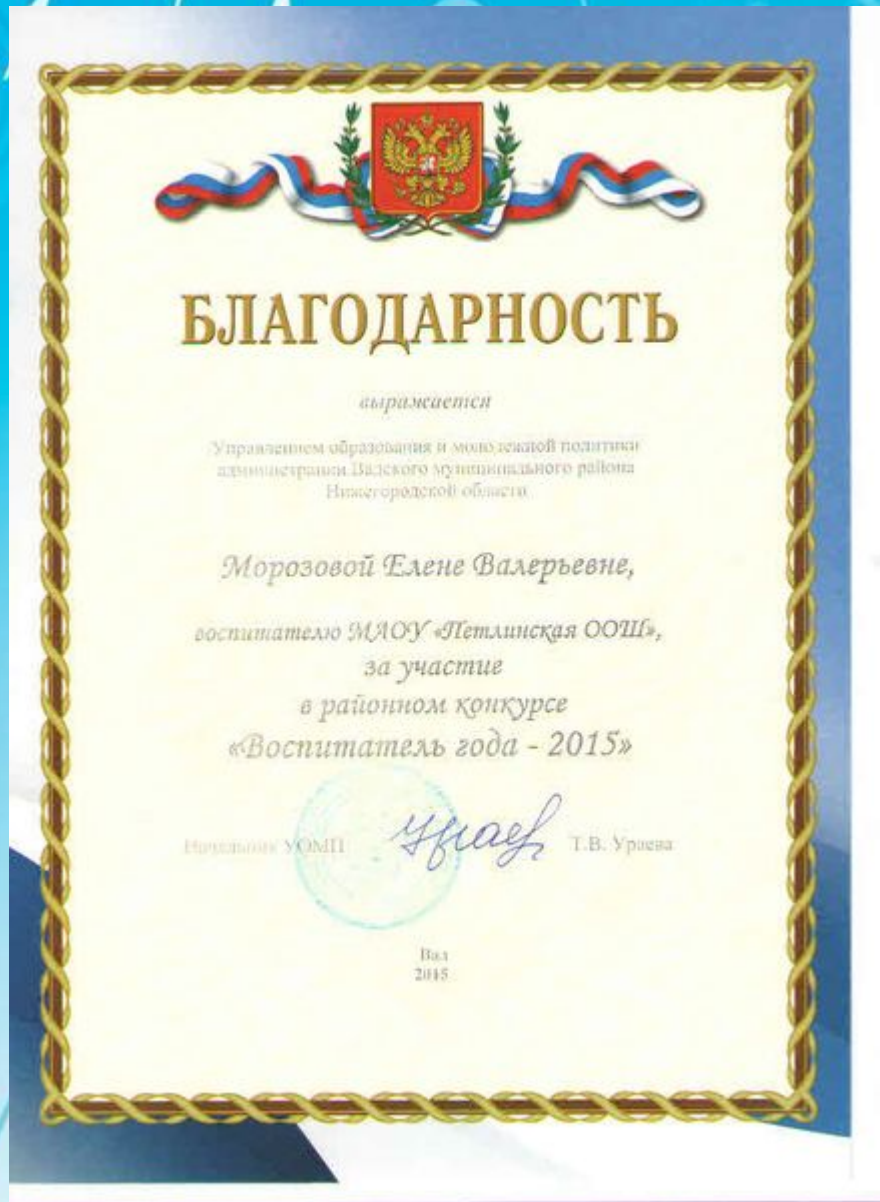 БЛАГОДАРНОСТЬ
выражается
Управлением образования и молодежной политики
администрации Вадского муниципального района
Нижегородской области
Морозовой Елене Валерьевне,
воспитателю МАОУ «Петлинская ООШ»,
за участие
в районном конкурсе
«Воспитатель года - 2015»
Начальник УОМП Т.В. Ураева
Вад
2015